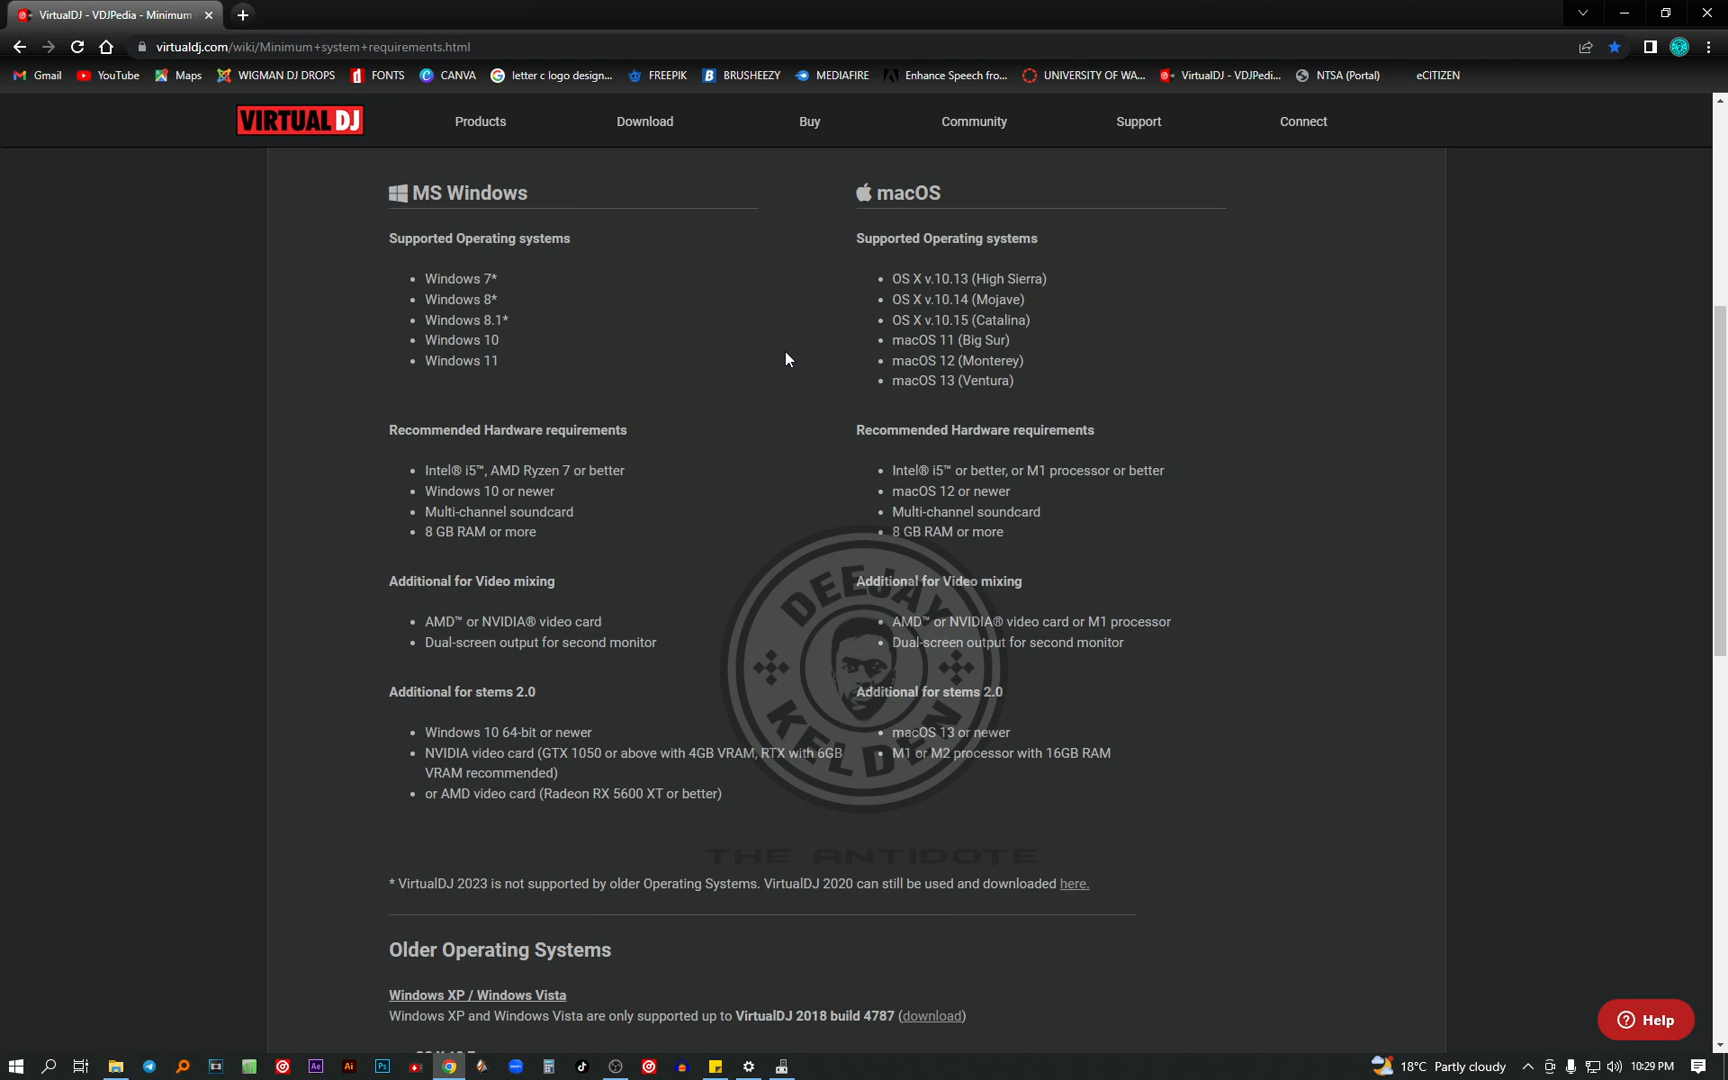 VirtualDJ - VDJPedia - Minimum
virtualdj.com/wiki/Minimum+system+requirements.html
Gmail YouTube Maps WIGMAN DJ DROPS FONTS CANVA letter c logo design... FREEPIK BRUSHEEZY MEDIAFIRE Enhance Speech fro... UNIVERSITY OF WA... VirtualDJ - VDJPedi... NTSA (Portal) eCITIZEN
VIRTUAL DJ Products Download Buy Community Support Connect
MS Windows
Supported Operating systems
• Windows 7*
• Windows 8*
• Windows 8.1*
• Windows 10
• Windows 11
Recommended Hardware requirements
• Intel® i5™, AMD Ryzen 7 or better
• Windows 10 or newer
• Multi-channel soundcard
• 8 GB RAM or more
Additional for Video mixing
• AMD™ or NVIDIA® video card
• Dual-screen output for second monitor
Additional for stems 2.0
• Windows 10 64-bit or newer
• NVIDIA video card (GTX 1050 or above with 4GB VRAM, RTX with 6GB
VRAM recommended)
• or AMD video card (Radeon RX 5600 XT or better)
macOS
Supported Operating systems
• OS X v.10.13 (High Sierra)
• OS X v.10.14 (Mojave)
• OS X v.10.15 (Catalina)
• macOS 11 (Big Sur)
• macOS 12 (Monterey)
• macOS 13 (Ventura)
Recommended Hardware requirements
• Intel® i5™ or better, or M1 processor or better
• macOS 12 or newer
• Multi-channel soundcard
• 8 GB RAM or more
Additional for Video mixing
• AMD™ or NVIDIA® video card or M1 processor
• Dual-screen output for second monitor
Additional for stems 2.0
• macOS 13 or newer
• M1 or M2 processor with 16GB RAM
DEEJAY
KELDEN
THE ANTIDOTE
* VirtualDJ 2023 is not supported by older Operating Systems. VirtualDJ 2020 can still be used and downloaded here.
Older Operating Systems
Windows XP / Windows Vista
Windows XP and Windows Vista are only supported up to VirtualDJ 2018 build 4787 (download)
Help
Ae Ai Ps 18°C Partly cloudy 10:29 PM